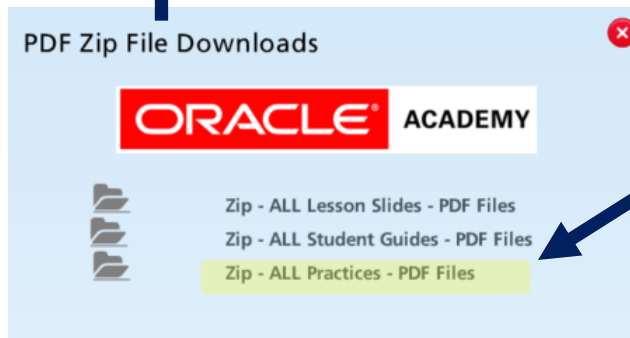 PDF Zip File Downloads
ORACLE® ACADEMY
Zip - ALL Lesson Slides - PDF Files
Zip - ALL Student Guides - PDF Files
Zip - ALL Practices - PDF Files